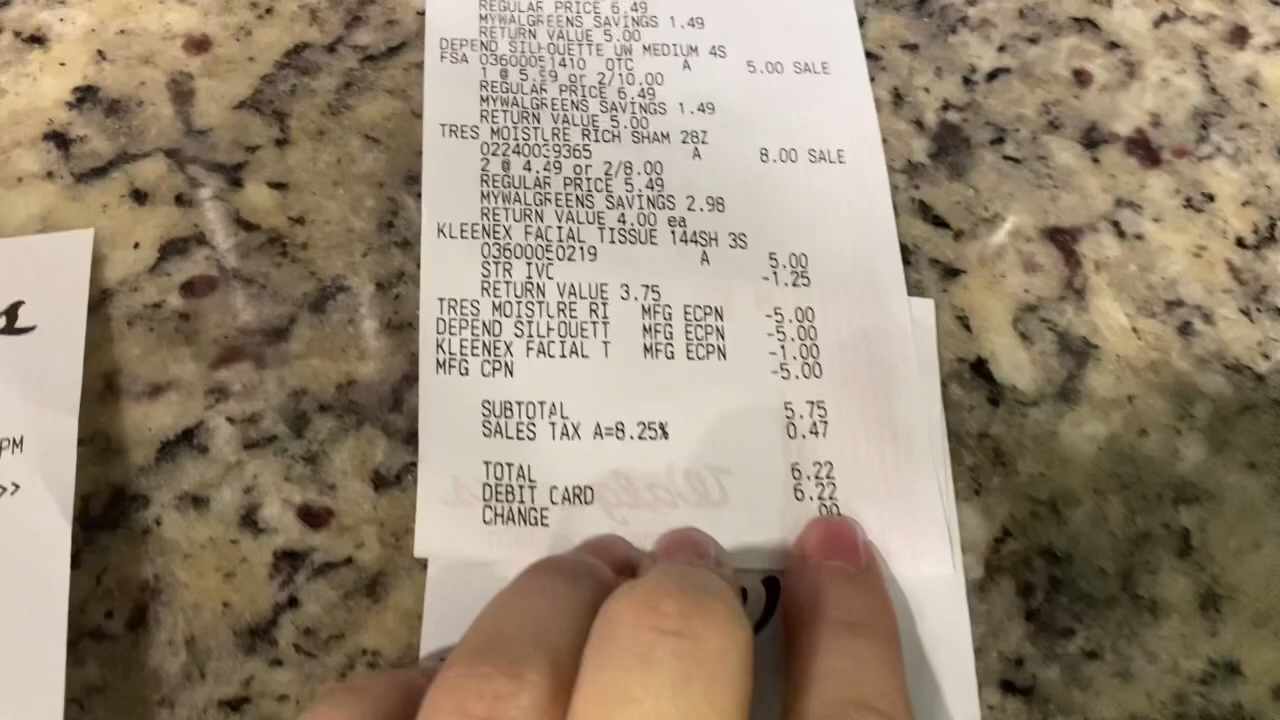 REGULAR PRICE 6.49
MYWALGREENS SAVINGS 1.49
RETURN VALUE 5.00
DEPEND SILHOUETTE UW MEDIUM 4S
FSA 03600051410 OTC A 5.00 SALE
1 @ 5.59 or 2/10.00
REGULAR PRICE 6.49
MYWALGREENS SAVINGS 1.49
RETURN VALUE 5.00
TRES MOISTURE RICH SHAM 28Z
02240039365 A 8.00 SALE
2 @ 4.49 or 2/8.00
REGULAR PRICE 5.49
MYWALGREENS SAVINGS 2.98
RETURN VALUE 4.00 ea
KLEENEX FACIAL TISSUE 144SH 3S
03600050219 A 5.00
STR IVC -1.25
RETURN VALUE 3.75
TRES MOISTURE RI MFG ECPN -5.00
DEPEND SILHOUETT MFG ECPN -5.00
KLEENEX FACIAL T MFG ECPN -1.00
MFG CPN -5.00
SUBTOTAL 5.75
SALES TAX A=8.25% 0.47
TOTAL 6.22
DEBIT CARD 6.22
CHANGE .00
PM
>>